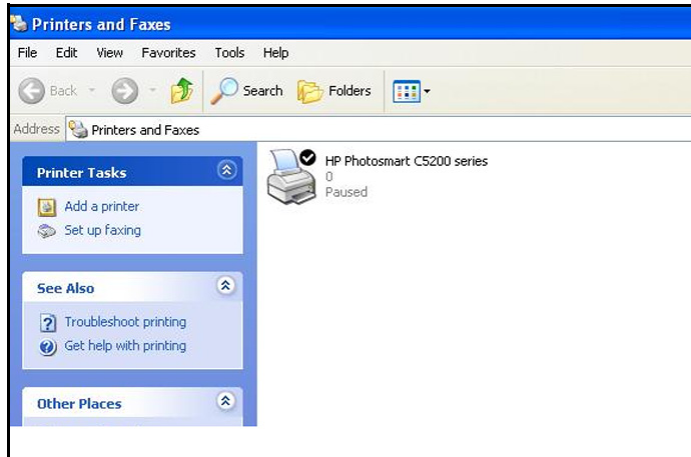 Printers and Faxes
File Edit View Favorites Tools Help
Back Search Folders
Address Printers and Faxes
Printer Tasks
Add a printer
Set up faxing
See Also
Troubleshoot printing
Get help with printing
Other Places
HP Photosmart C5200 series
0
Paused